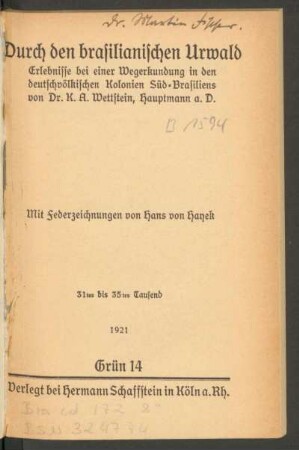 Dr. Martin Fischer.
Durch den brasilianischen Urwald
Erlebnisse bei einer Wegerkundung in den
deutschvölkischen Kolonien Süd-Brasiliens
von Dr. K. A. Wettstein, Hauptmann a. D.
B 1594
Mit Federzeichnungen von Hans von Hayek
31tes bis 35tes Tausend
1921
Grün 14
Verlegt bei Hermann Schaffstein in Köln a. Rh.